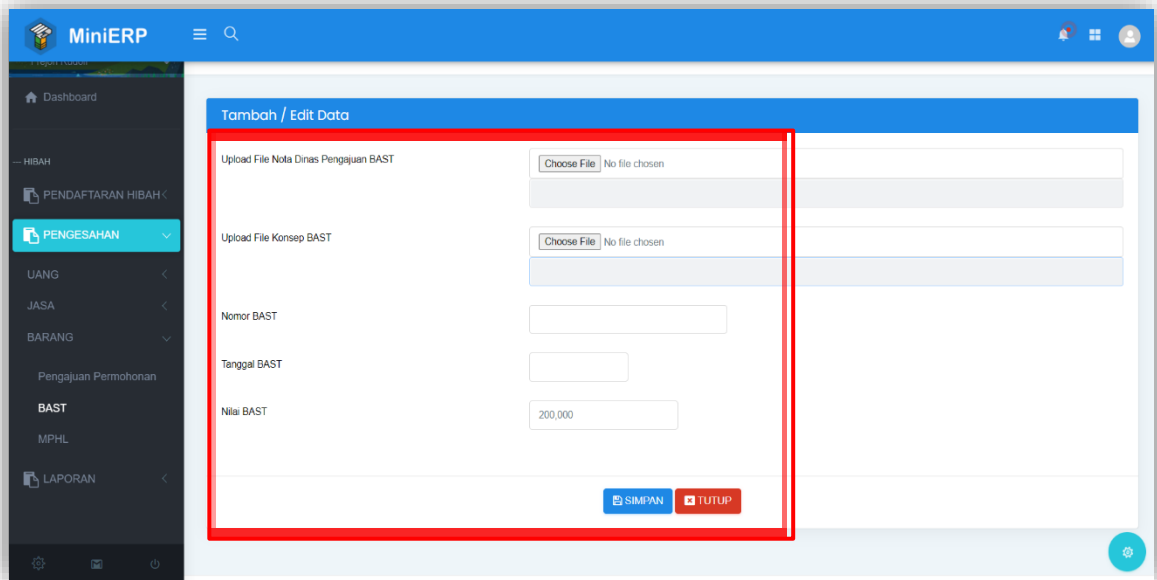 MiniERP
Dashboard
Tambah / Edit Data
--- HIBAH
Upload File Nota Dinas Pengajuan BAST
Choose File No file chosen
PENDAFTARAN HIBAH
PENGESAHAN
Upload File Konsep BAST
Choose File No file chosen
UANG
JASA
Nomor BAST
BARANG
Tanggal BAST
Pengajuan Permohonan
BAST
Nilai BAST
200,000
MPHL
LAPORAN
SIMPAN
TUTUP